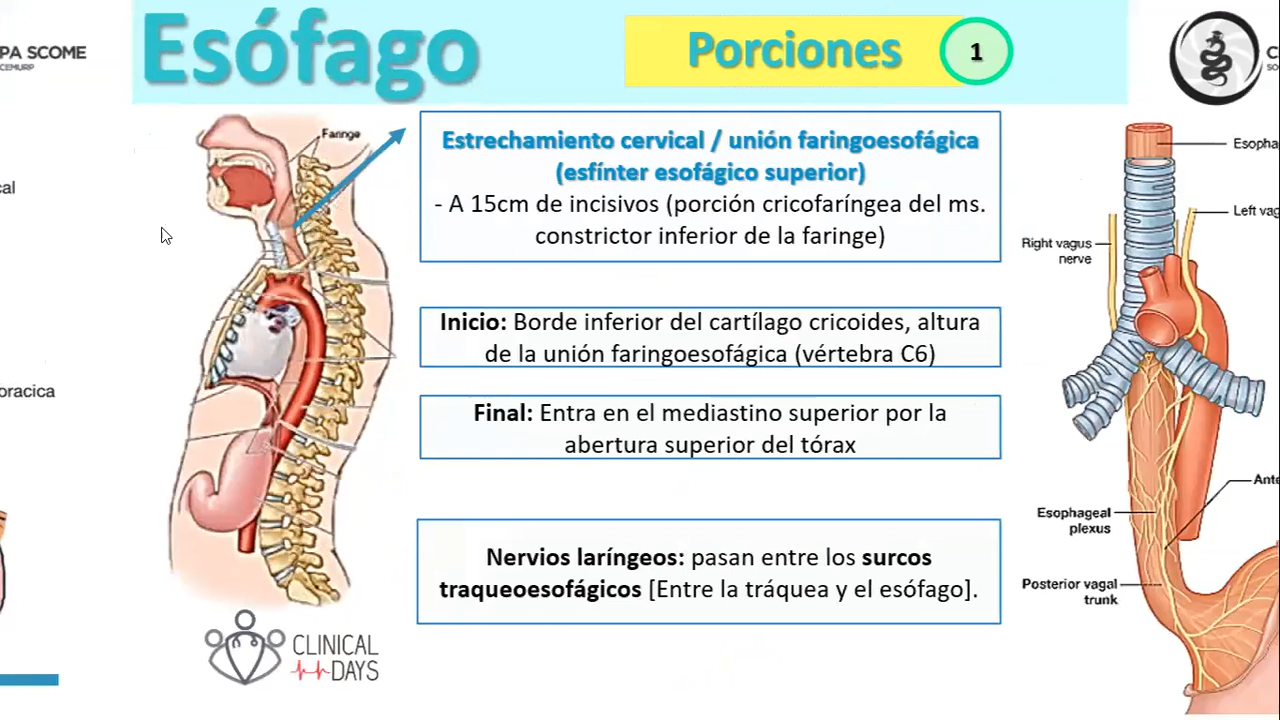 PA SCOME
CEMURP
Esófago
Porciones
1
Faringe
Estrechamiento cervical / unión faringoesofágica
(esfínter esofágico superior)
- A 15cm de incisivos (porción cricofaríngea del ms.
constrictor inferior de la faringe)
Inicio: Borde inferior del cartílago cricoides, altura
de la unión faringoesofágica (vértebra C6)
Final: Entra en el mediastino superior por la
abertura superior del tórax
Nervios laríngeos: pasan entre los surcos
traqueoesofágicos [Entre la tráquea y el esófago].
CLINICAL
DAYS
cal
oracica
C
SO
Esopha
Left vag
Right vagus
nerve
Ante
Esophageal
plexus
Posterior vagal
trunk